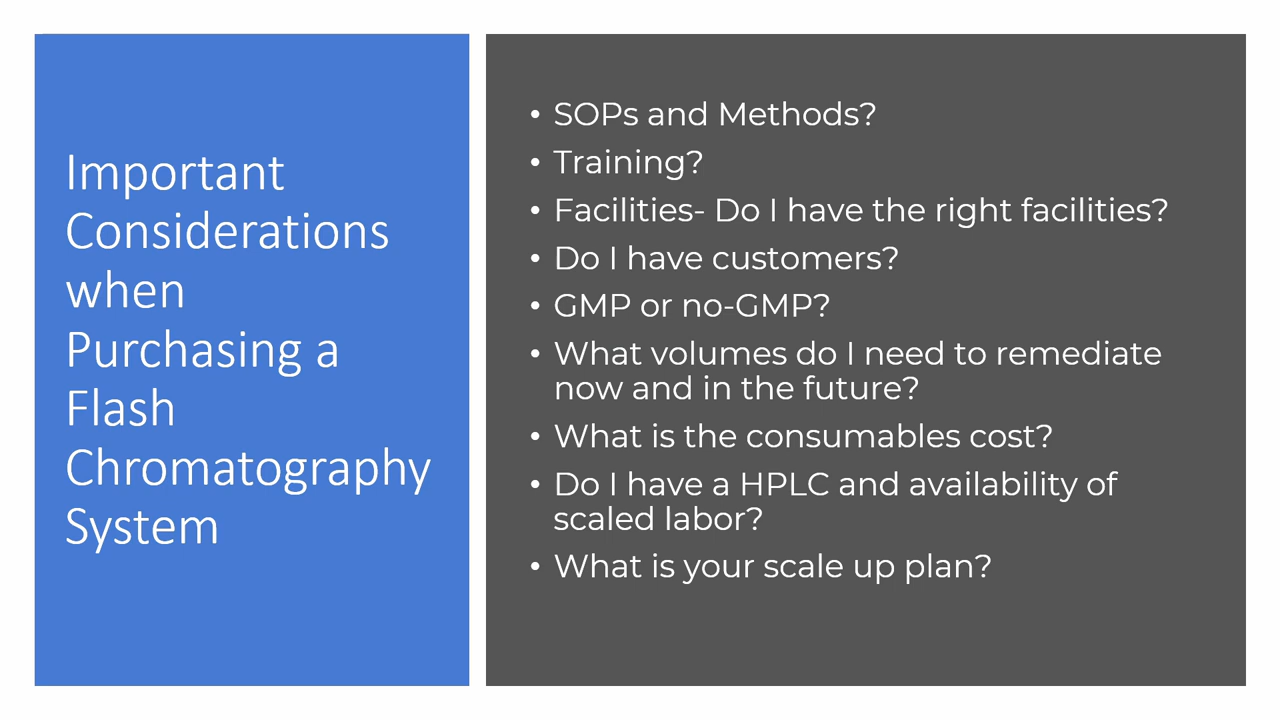 Important
Considerations
when
Purchasing a
Flash
Chromatography
System
• SOPs and Methods?
• Training?
• Facilities- Do I have the right facilities?
• Do I have customers?
• GMP or no-GMP?
• What volumes do I need to remediate
now and in the future?
• What is the consumables cost?
• Do I have a HPLC and availability of
scaled labor?
• What is your scale up plan?